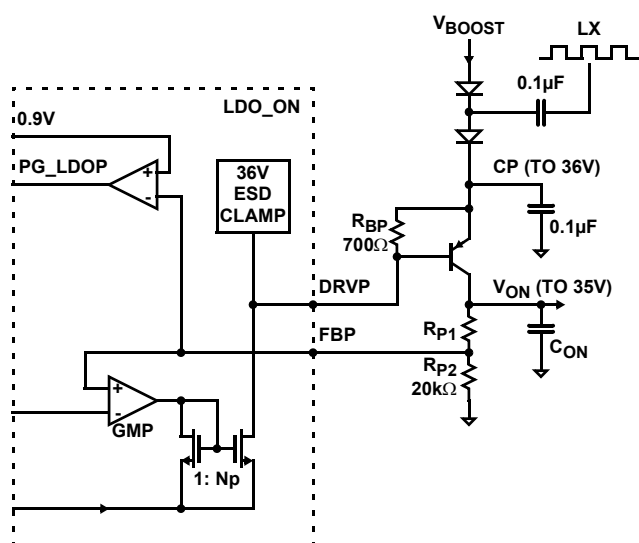 VBOOST
LX
0.1µF
LDO_ON
0.9V
PG_LDOP
+
-
36V
ESD
CLAMP
CP (TO 36V)
0.1µF
RBP
700Ω
DRVP
VON (TO 35V)
FBP
RP1
CON
RP2
20kΩ
+
-
GMP
1: Np